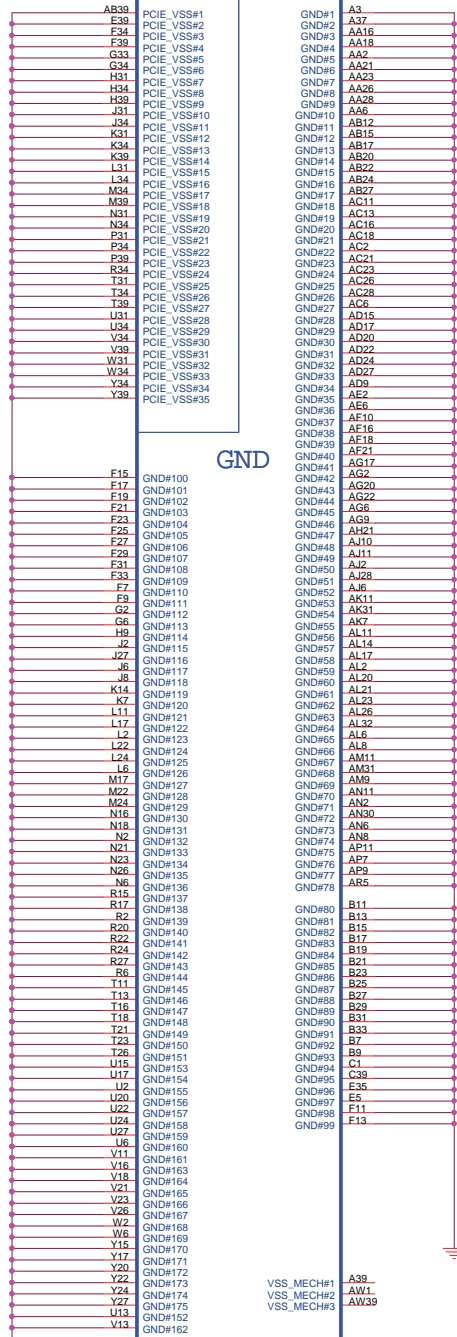 AB39 PCIE_VSS#1
E39 PCIE_VSS#2
F34 PCIE_VSS#3
F39 PCIE_VSS#4
G33 PCIE_VSS#5
G34 PCIE_VSS#6
H31 PCIE_VSS#7
H34 PCIE_VSS#8
H39 PCIE_VSS#9
J31 PCIE_VSS#10
J34 PCIE_VSS#11
K31 PCIE_VSS#12
K34 PCIE_VSS#13
K39 PCIE_VSS#14
L31 PCIE_VSS#15
L34 PCIE_VSS#16
M34 PCIE_VSS#17
M39 PCIE_VSS#18
N31 PCIE_VSS#19
N34 PCIE_VSS#20
P31 PCIE_VSS#21
P34 PCIE_VSS#22
P39 PCIE_VSS#23
R34 PCIE_VSS#24
T31 PCIE_VSS#25
T34 PCIE_VSS#26
T39 PCIE_VSS#27
U31 PCIE_VSS#28
U34 PCIE_VSS#29
V34 PCIE_VSS#30
V39 PCIE_VSS#31
W31 PCIE_VSS#32
W34 PCIE_VSS#33
Y34 PCIE_VSS#34
Y39 PCIE_VSS#35
GND
F15 GND#100
F17 GND#101
F19 GND#102
F21 GND#103
F23 GND#104
F25 GND#105
F27 GND#106
F29 GND#107
F31 GND#108
F33 GND#109
F7 GND#110
F9 GND#111
G2 GND#112
G6 GND#113
H9 GND#114
J2 GND#115
J27 GND#116
J6 GND#117
J8 GND#118
K14 GND#119
K7 GND#120
L11 GND#121
L17 GND#122
L2 GND#123
L22 GND#124
L24 GND#125
L6 GND#126
M17 GND#127
M22 GND#128
M24 GND#129
N16 GND#130
N18 GND#131
N2 GND#132
N21 GND#133
N23 GND#134
N26 GND#135
N6 GND#136
R15 GND#137
R17 GND#138
R2 GND#139
R20 GND#140
R22 GND#141
R24 GND#142
R27 GND#143
R6 GND#144
T11 GND#145
T13 GND#146
T16 GND#147
T18 GND#148
T21 GND#149
T23 GND#150
T26 GND#151
U15 GND#153
U17 GND#154
U2 GND#155
U20 GND#156
U22 GND#157
U24 GND#158
U27 GND#159
U6 GND#160
V11 GND#161
V16 GND#163
V18 GND#164
V21 GND#165
V23 GND#166
V26 GND#167
W2 GND#168
W6 GND#169
Y15 GND#170
Y17 GND#171
Y20 GND#172
Y22 GND#173
Y24 GND#174
Y27 GND#175
U13 GND#152
V13 GND#162
GND#1 A3
GND#2 A37
GND#3 AA16
GND#4 AA18
GND#5 AA2
GND#6 AA21
GND#7 AA23
GND#8 AA26
GND#9 AA28
GND#10 AA6
GND#11 AB12
GND#12 AB15
GND#13 AB17
GND#14 AB20
GND#15 AB22
GND#16 AB24
GND#17 AB27
GND#18 AC11
GND#19 AC13
GND#20 AC16
GND#21 AC18
GND#22 AC2
GND#23 AC21
GND#24 AC23
GND#25 AC26
GND#26 AC28
GND#27 AC6
GND#28 AD15
GND#29 AD17
GND#30 AD20
GND#31 AD22
GND#32 AD24
GND#33 AD27
GND#34 AD9
GND#35 AE2
GND#36 AE6
GND#37 AF10
GND#38 AF16
GND#39 AF18
GND#40 AF21
GND#41 AG17
GND#42 AG2
GND#43 AG20
GND#44 AG22
GND#45 AG6
GND#46 AG9
GND#47 AH21
GND#48 AJ10
GND#49 AJ11
GND#50 AJ2
GND#51 AJ28
GND#52 AJ6
GND#53 AK11
GND#54 AK31
GND#55 AK7
GND#56 AL11
GND#57 AL14
GND#58 AL17
GND#59 AL2
GND#60 AL20
GND#61 AL21
GND#62 AL23
GND#63 AL26
GND#64 AL32
GND#65 AL6
GND#66 AL8
GND#67 AM11
GND#68 AM31
GND#69 AM9
GND#70 AN11
GND#71 AN2
GND#72 AN30
GND#73 AN6
GND#74 AN8
GND#75 AP11
GND#76 AP7
GND#77 AP9
GND#78 AR5
GND#80 B11
GND#81 B13
GND#82 B15
GND#83 B17
GND#84 B19
GND#85 B21
GND#86 B23
GND#87 B25
GND#88 B27
GND#89 B29
GND#90 B31
GND#91 B33
GND#92 B7
GND#93 B9
GND#94 C1
GND#95 C39
GND#96 E35
GND#97 E5
GND#98 F11
GND#99 F13
VSS_MECH#1 A39
VSS_MECH#2 AW1
VSS_MECH#3 AW39